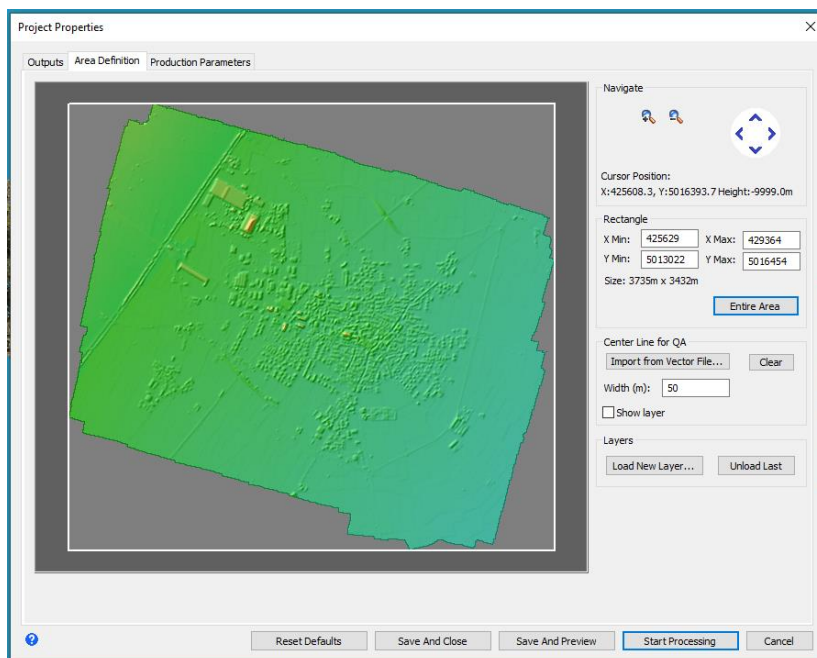 Project Properties
Outputs Area Definition Production Parameters
Navigate
Cursor Position:
X:425608.3, Y:5016393.7 Height:-9999.0m
Rectangle
X Min: 425629 X Max: 429364
Y Min: 5013022 Y Max: 5016454
Size: 3735m x 3432m
Entire Area
Center Line for QA
Import from Vector File... Clear
Width (m): 50
Show layer
Layers
Load New Layer... Unload Last
Reset Defaults Save And Close Save And Preview Start Processing Cancel